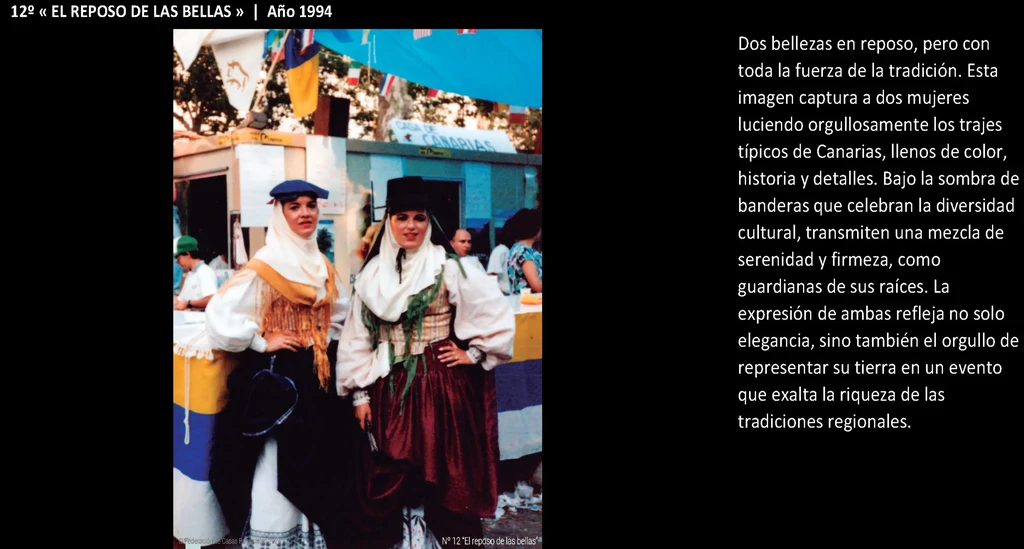 12º « EL REPOSO DE LAS BELLAS » | Año 1994
Dos bellezas en reposo, pero con
toda la fuerza de la tradición. Esta
imagen captura a dos mujeres
luciendo orgullosamente los trajes
típicos de Canarias, llenos de color,
historia y detalles. Bajo la sombra de
banderas que celebran la diversidad
cultural, transmiten una mezcla de
serenidad y firmeza, como
guardianas de sus raíces. La
expresión de ambas refleja no solo
elegancia, sino también el orgullo de
representar su tierra en un evento
que exalta la riqueza de las
tradiciones regionales.
CASA DE
CANARIAS
Nº 12 "El reposo de las bellas"